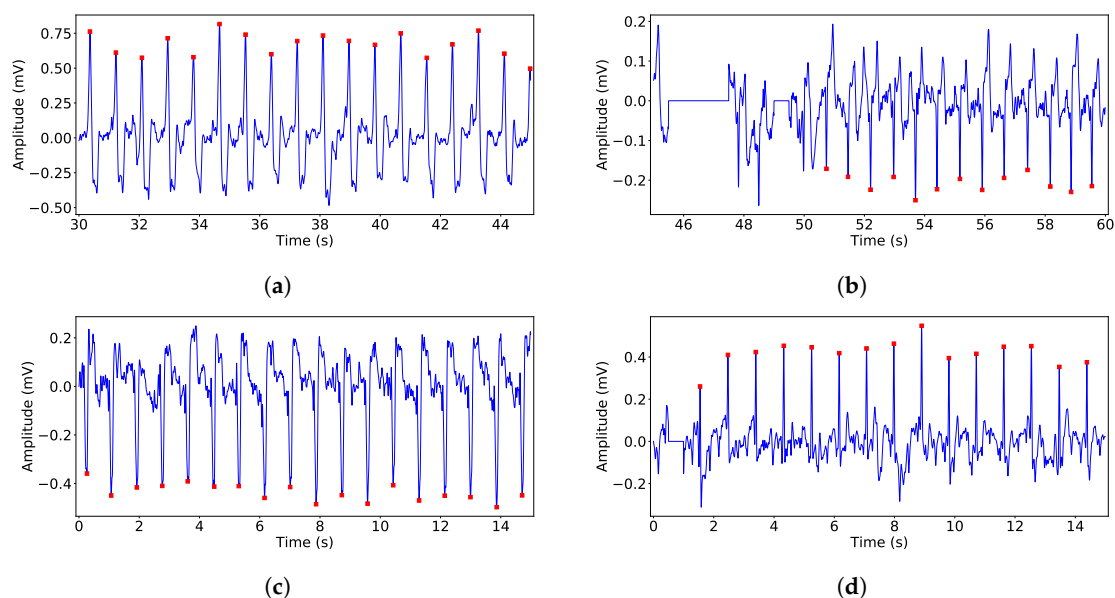 0.75
0.50
0.25
0.00
−0.25
−0.50
Amplitude (mV)
30 32 34 36 38 40 42 44
Time (s)
(a)
0.2
0.1
0.0
−0.1
−0.2
Amplitude (mV)
46 48 50 52 54 56 58 60
Time (s)
(b)
0.2
0.0
−0.2
−0.4
Amplitude (mV)
0 2 4 6 8 10 12 14
Time (s)
(c)
0.4
0.2
0.0
−0.2
Amplitude (mV)
0 2 4 6 8 10 12 14
Time (s)
(d)